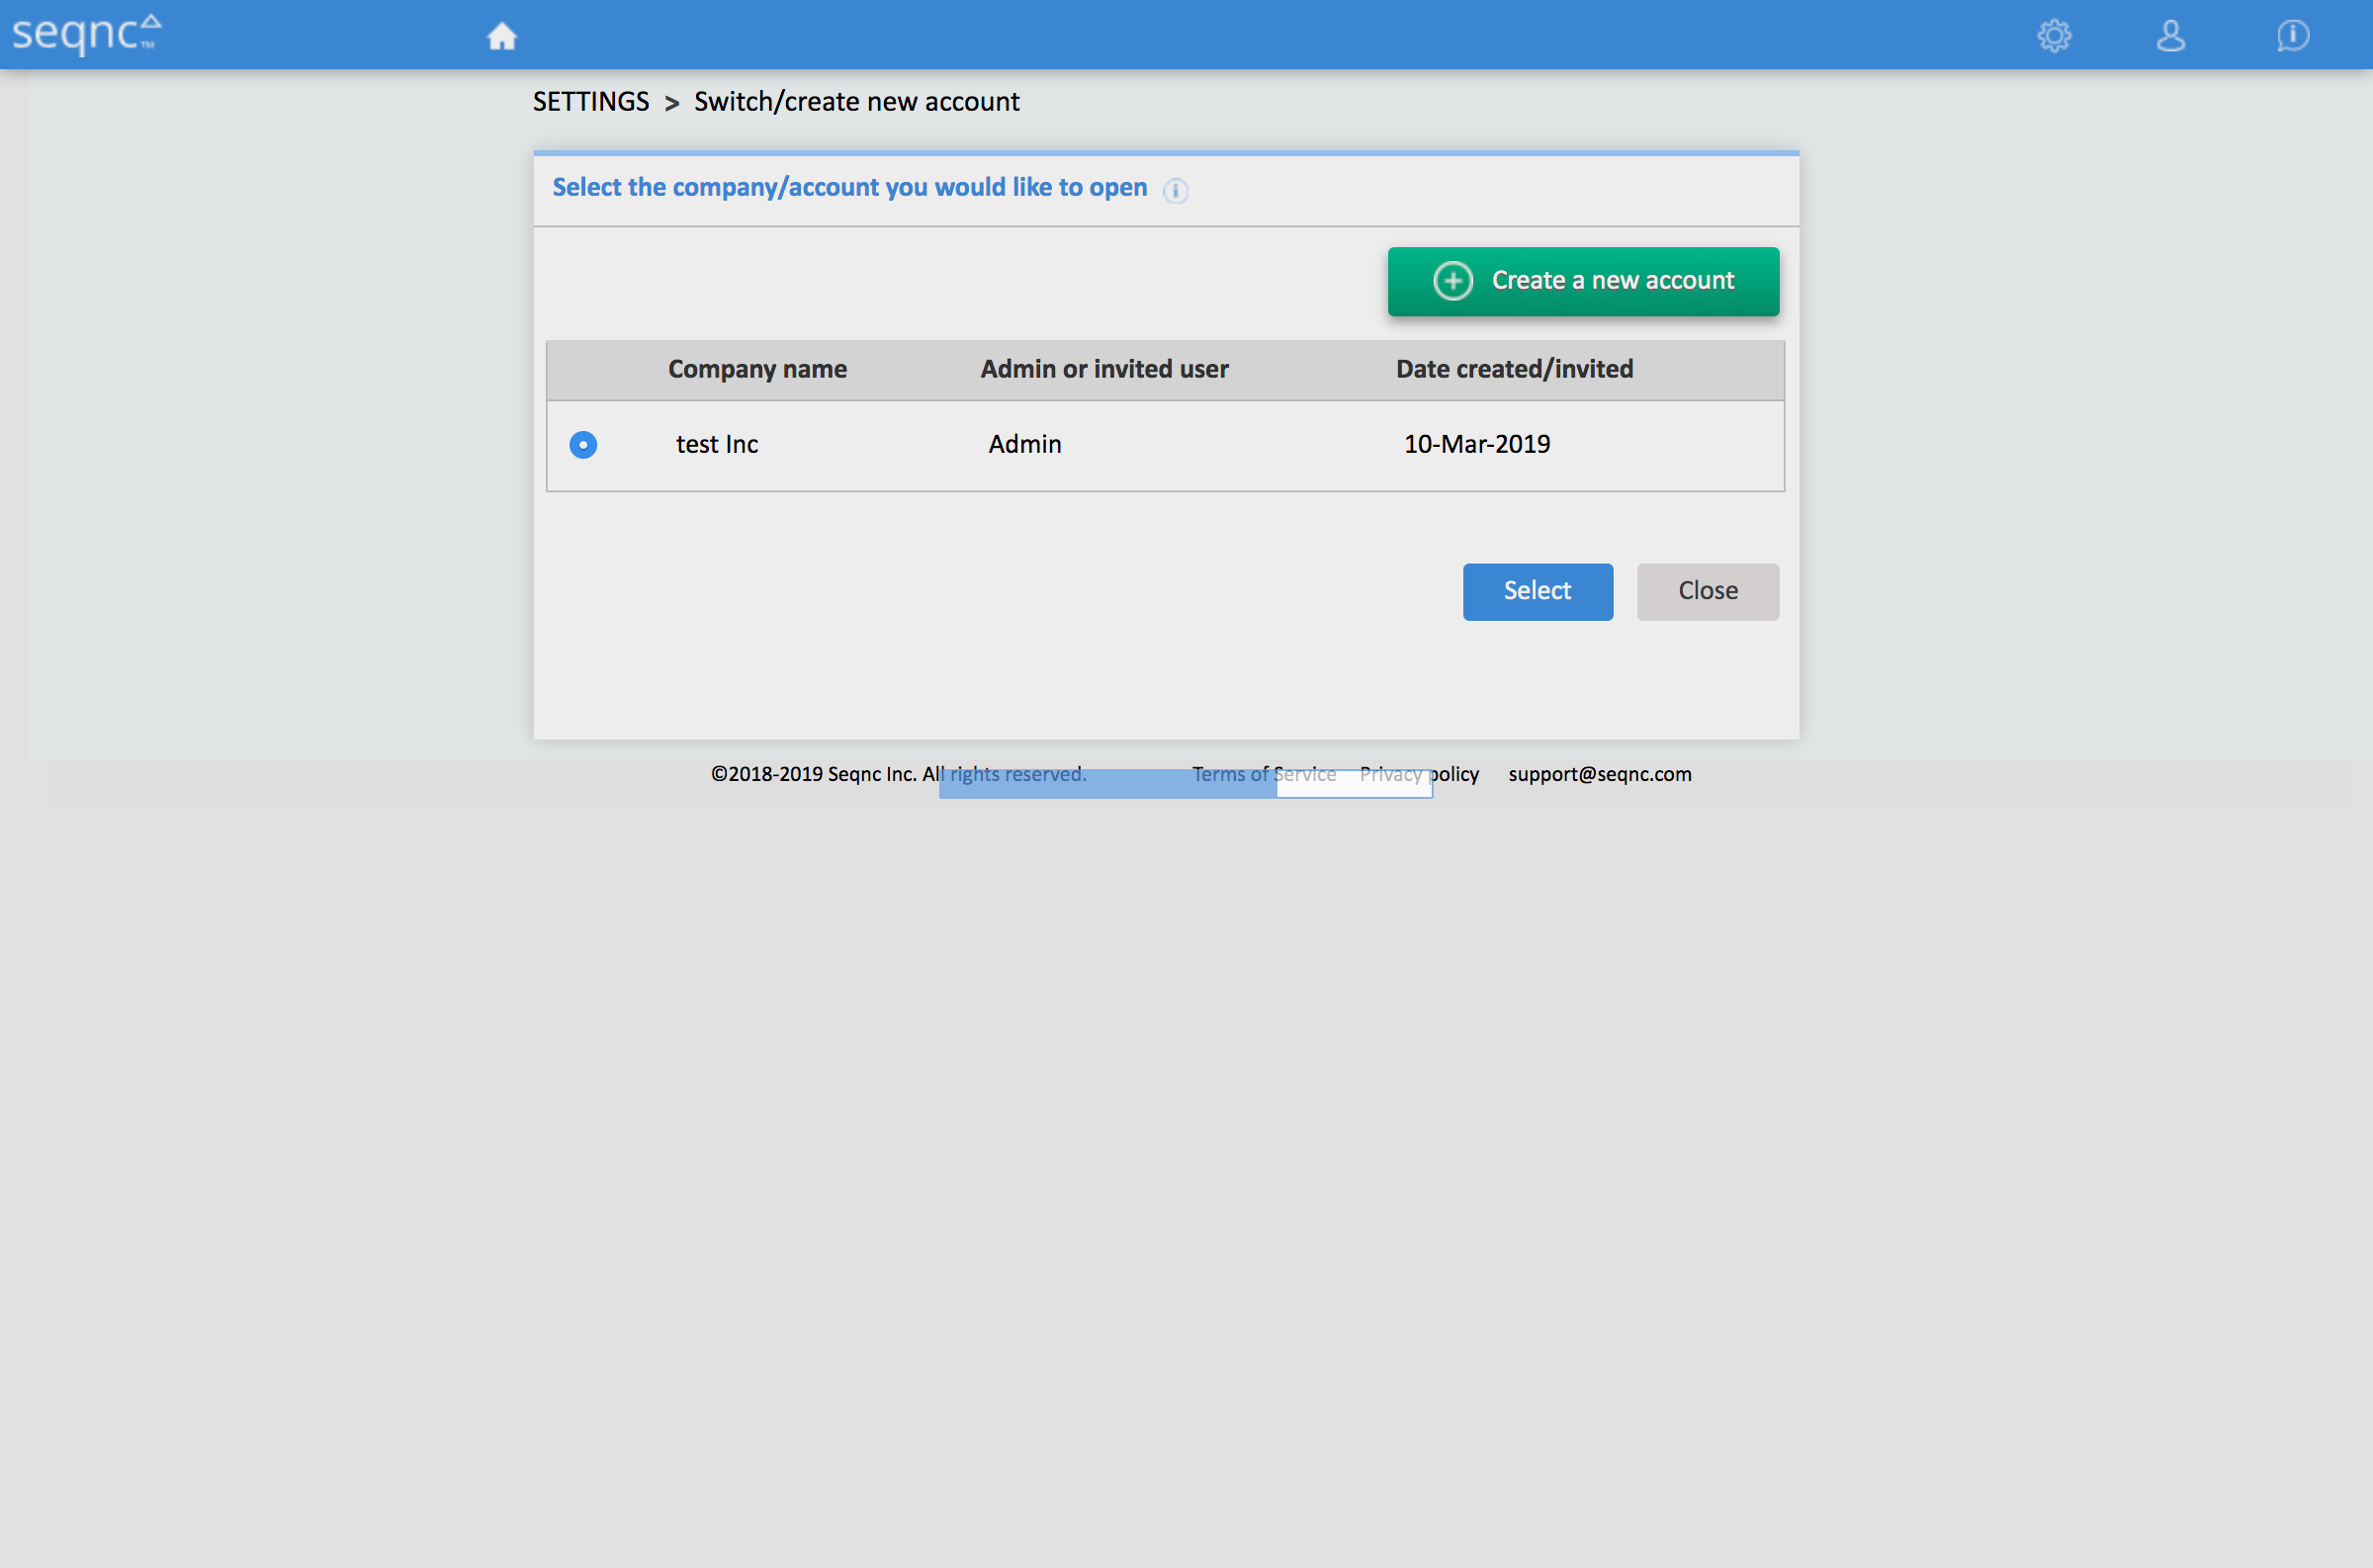 seqnc™
SETTINGS > Switch/create new account
Select the company/account you would like to open
Create a new account
Company name Admin or invited user Date created/invited
test Inc Admin 10-Mar-2019
Select Close
©2018-2019 Seqnc Inc. All rights reserved. Terms of Service Privacy policy support@seqnc.com